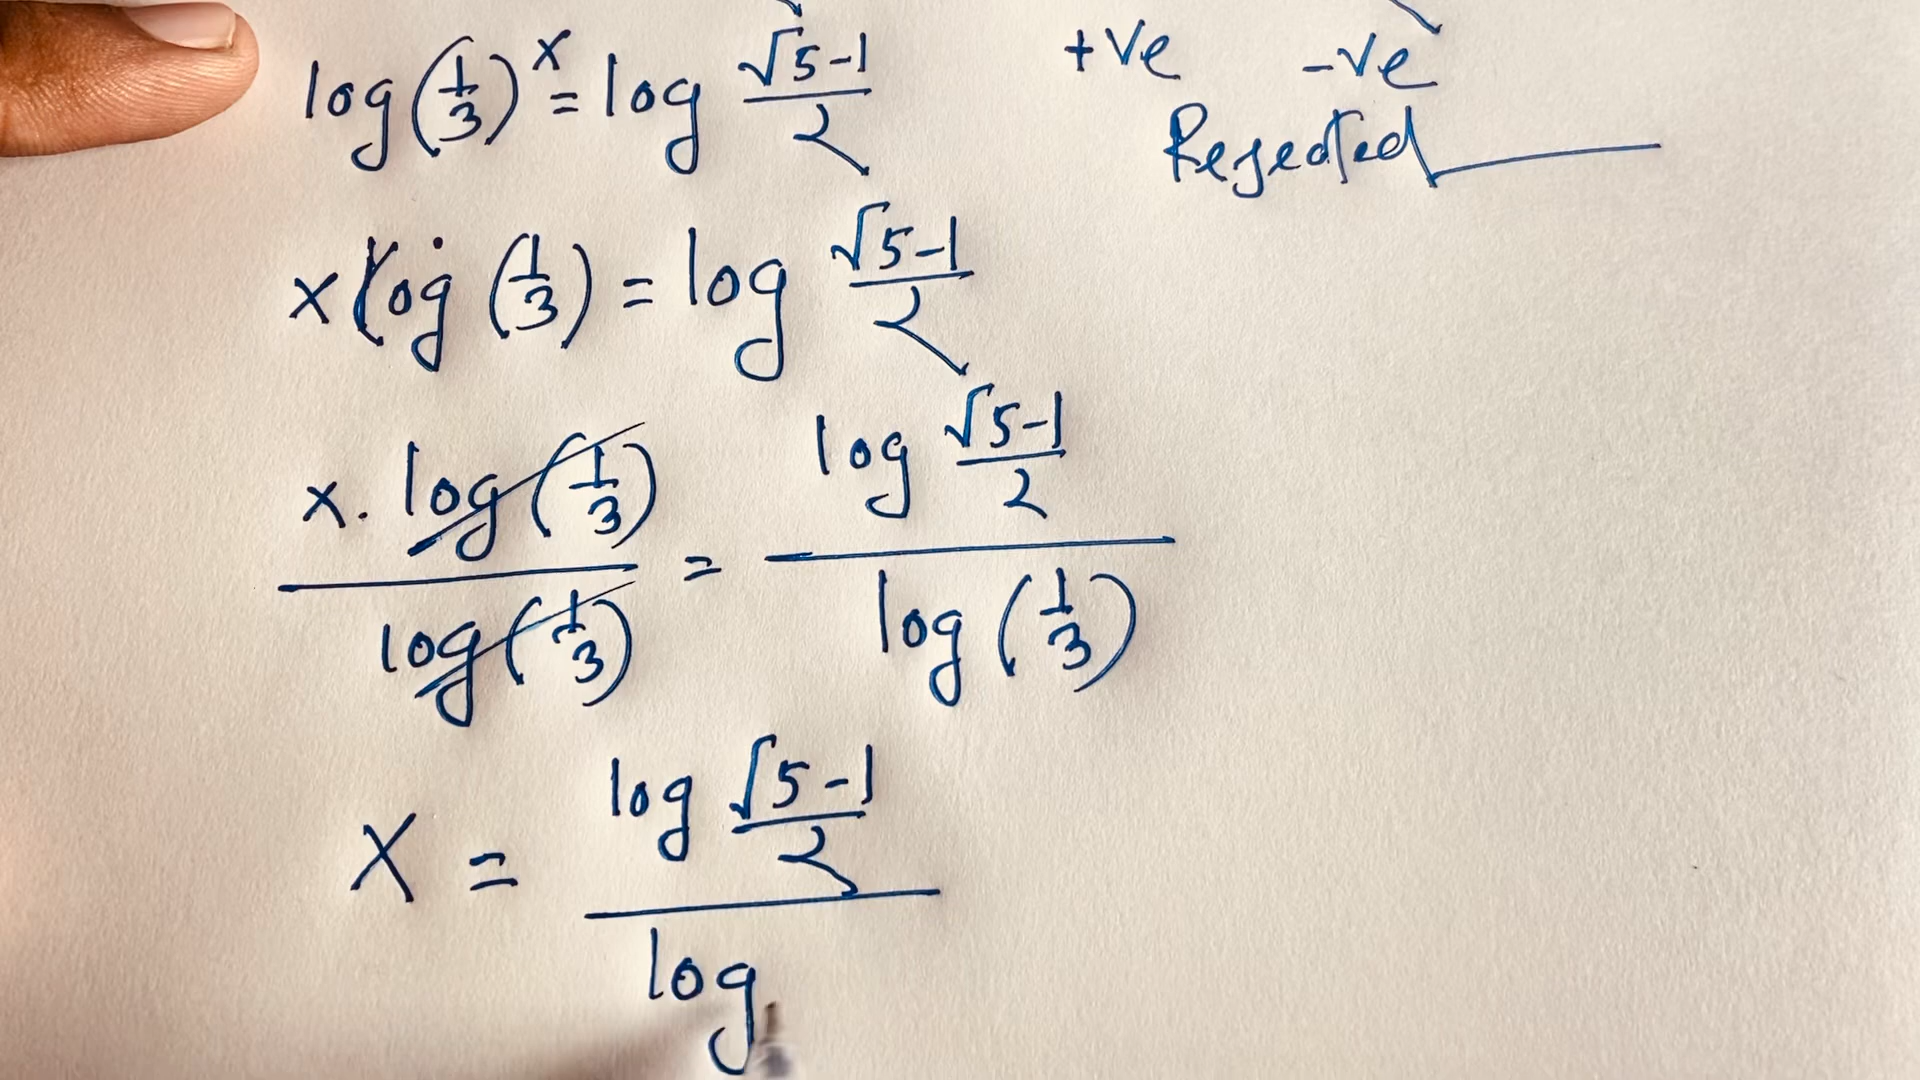 log(1/3)^x = log (√5-1)/2
+ve -ve
Rejected
x log (1/3) = log (√5-1)/2
x. log(1/3) / log(1/3) = log (√5-1)/2 / log(1/3)
X = log (√5-1)/2 / log